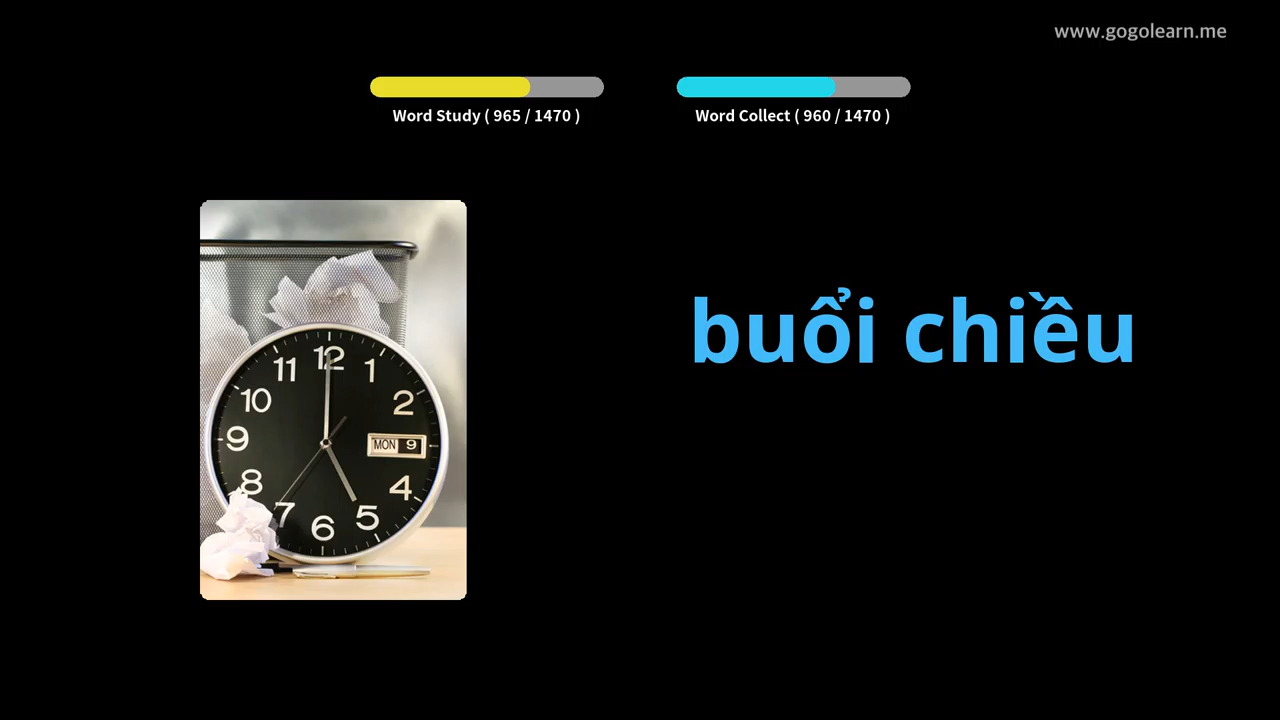 www.gogolearn.me
Word Study ( 965 / 1470 )
Word Collect ( 960 / 1470 )
buổi chiều
12
11
1
10
2
9
MON 9
8
4
7
5
6